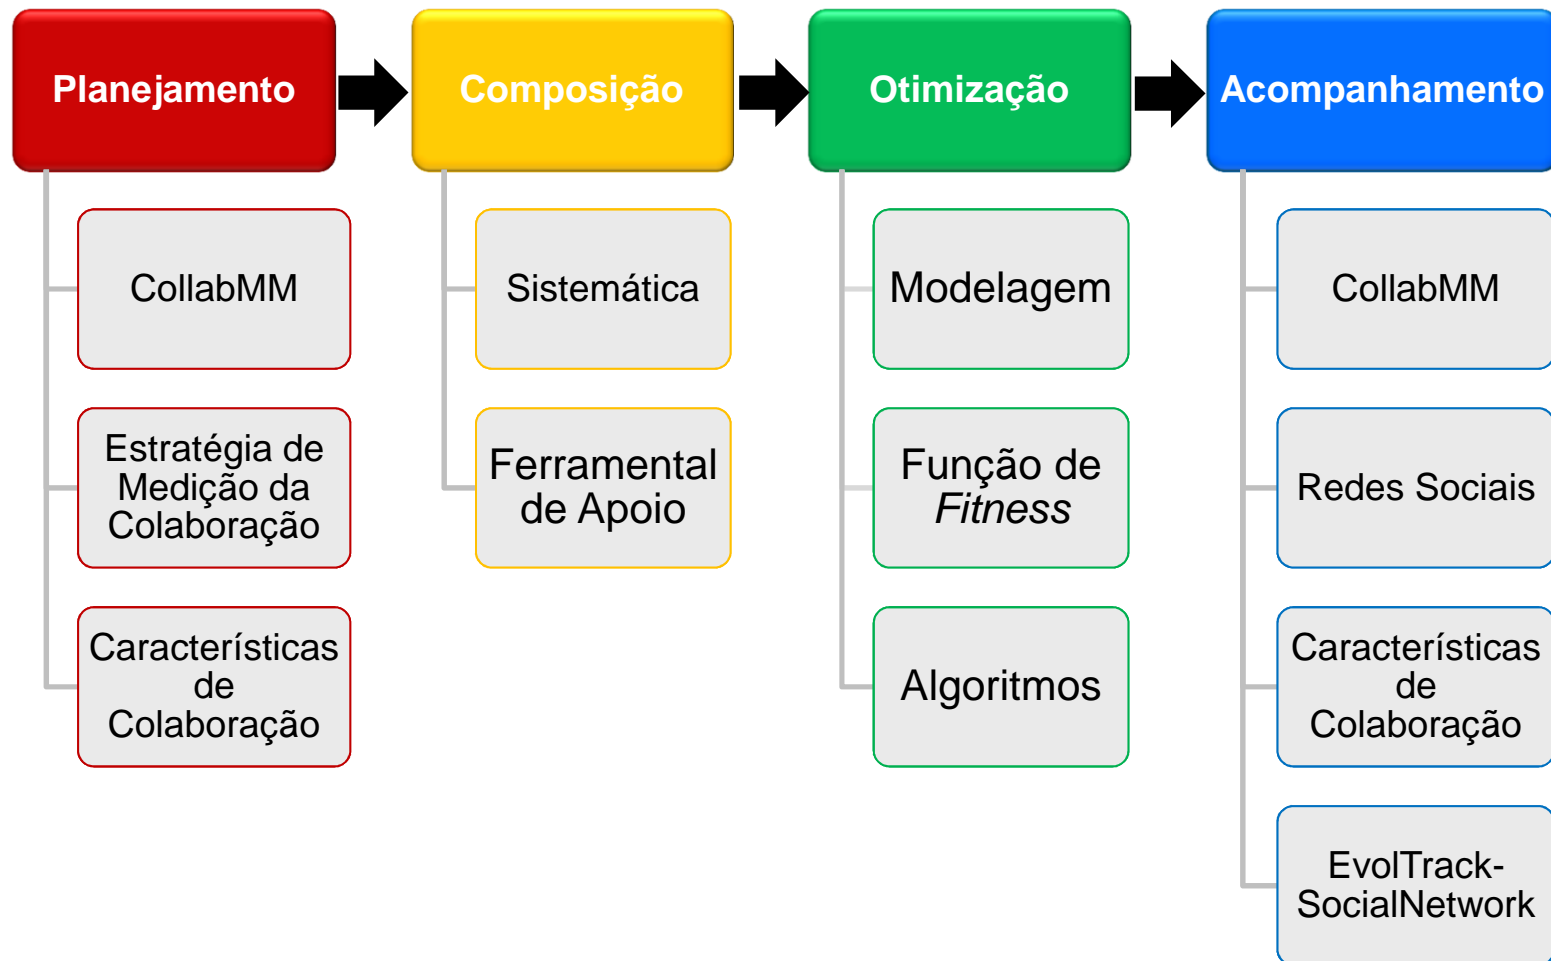 Planejamento
Composição
Otimização
Acompanhamento
CollabMM
Estratégia de
Medição da
Colaboração
Características
de
Colaboração
Sistemática
Ferramental
de Apoio
Modelagem
Função de
Fitness
Algoritmos
CollabMM
Redes Sociais
Características
de
Colaboração
EvolTrack-
SocialNetwork